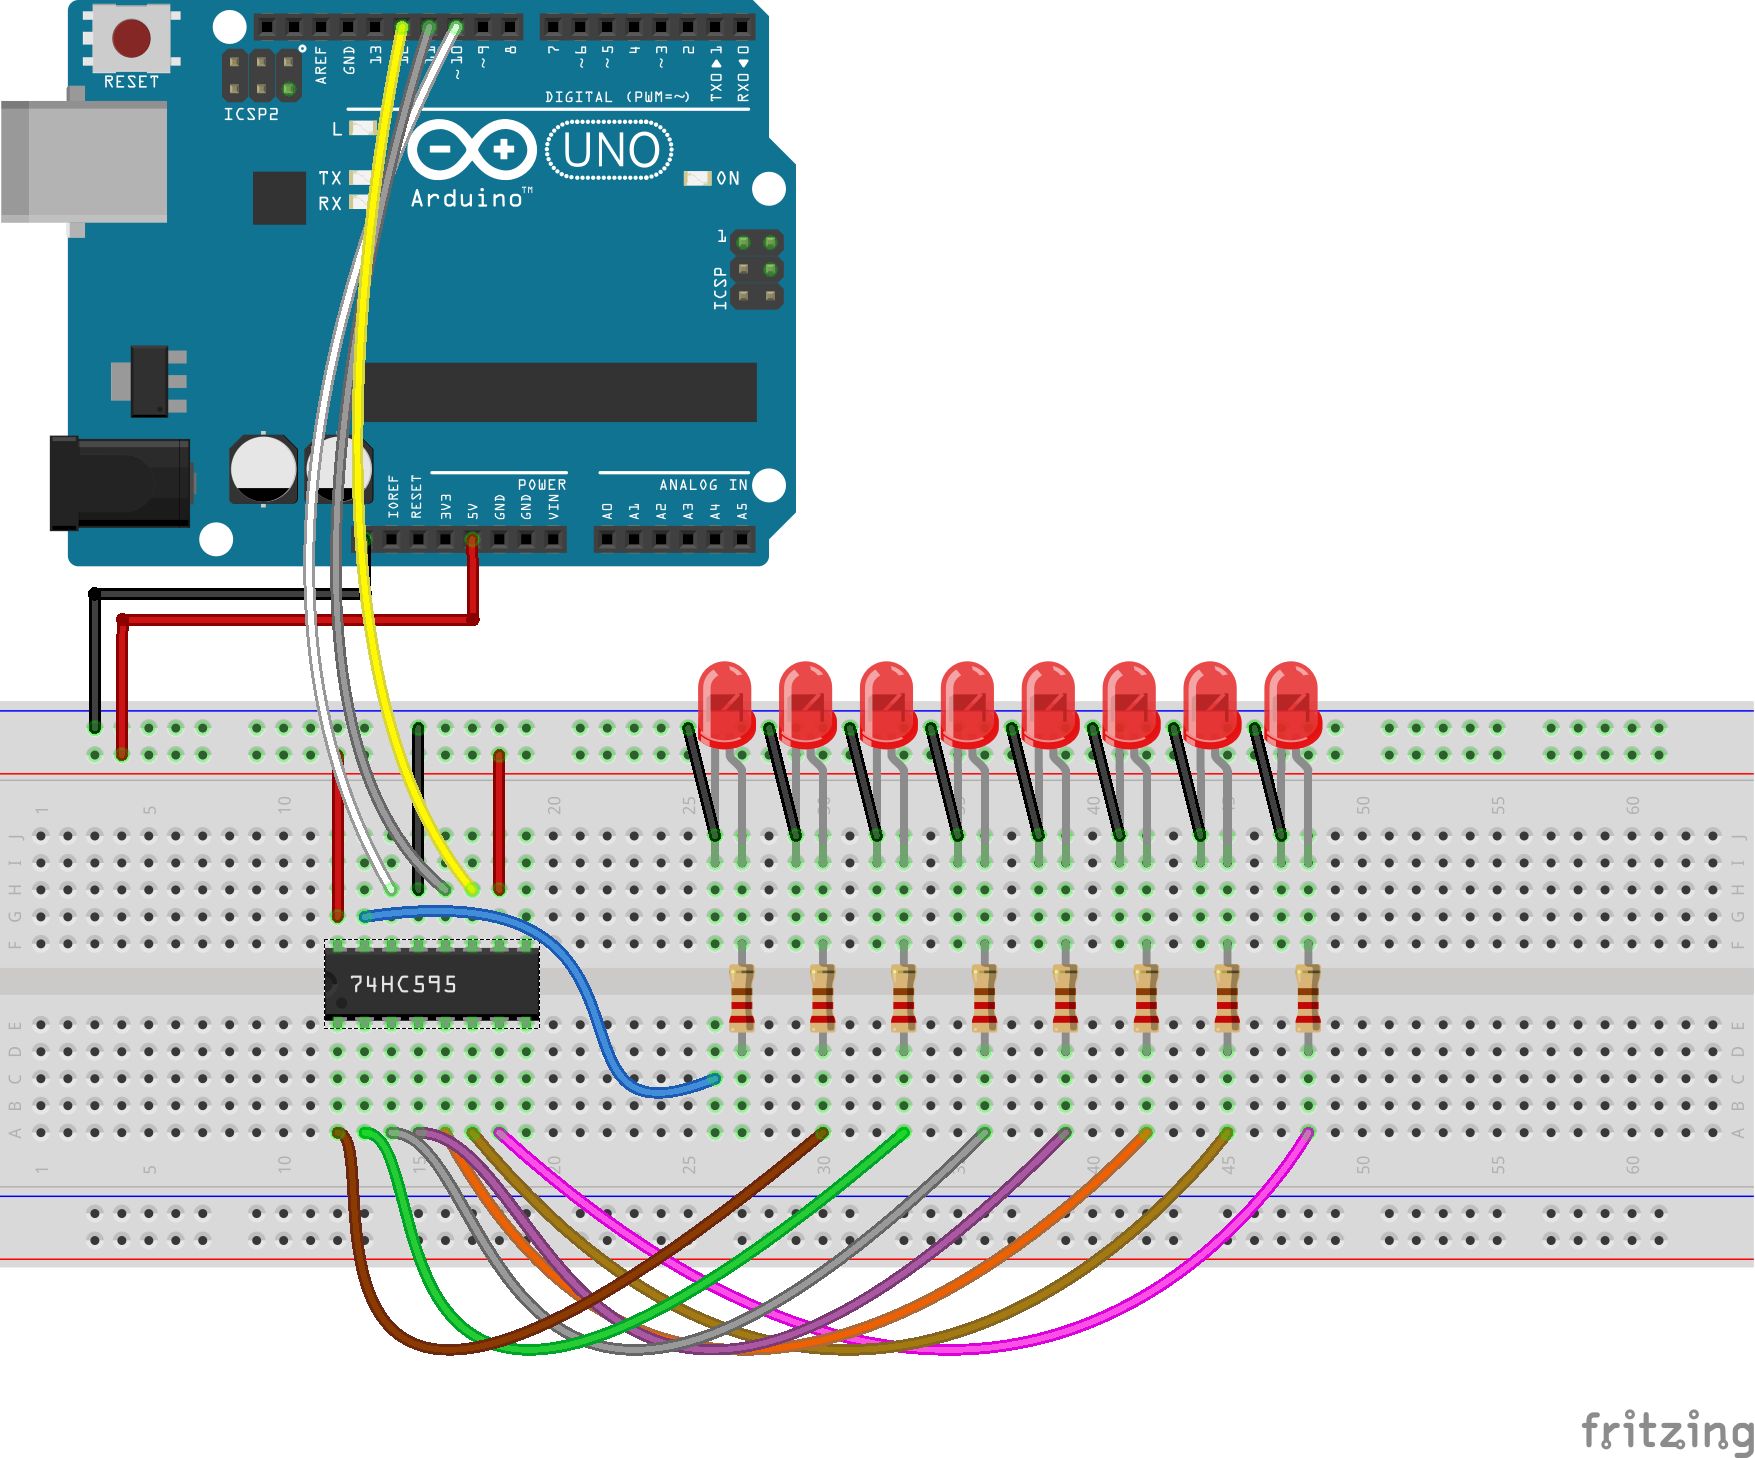 RESET
ICSP2
AREF
GND
13
12
11
~10
~9
8
7
~6
~5
4
~3
2
TX0▶1
RX0◀0
DIGITAL (PWM=~)
L
TX
RX
UNO
Arduino™
ON
1
ICSP
POWER
ANALOG IN
IOREF
RESET
3V3
5V
GND
GND
VIN
A0
A1
A2
A3
A4
A5
1 5 10 20 25 40 50 55 60
J J
I I
H H
G G
F F
74HC595
E E
D D
C C
B B
A A
1 5 10 15 20 25 30 40 45 50 55 60
fritzing